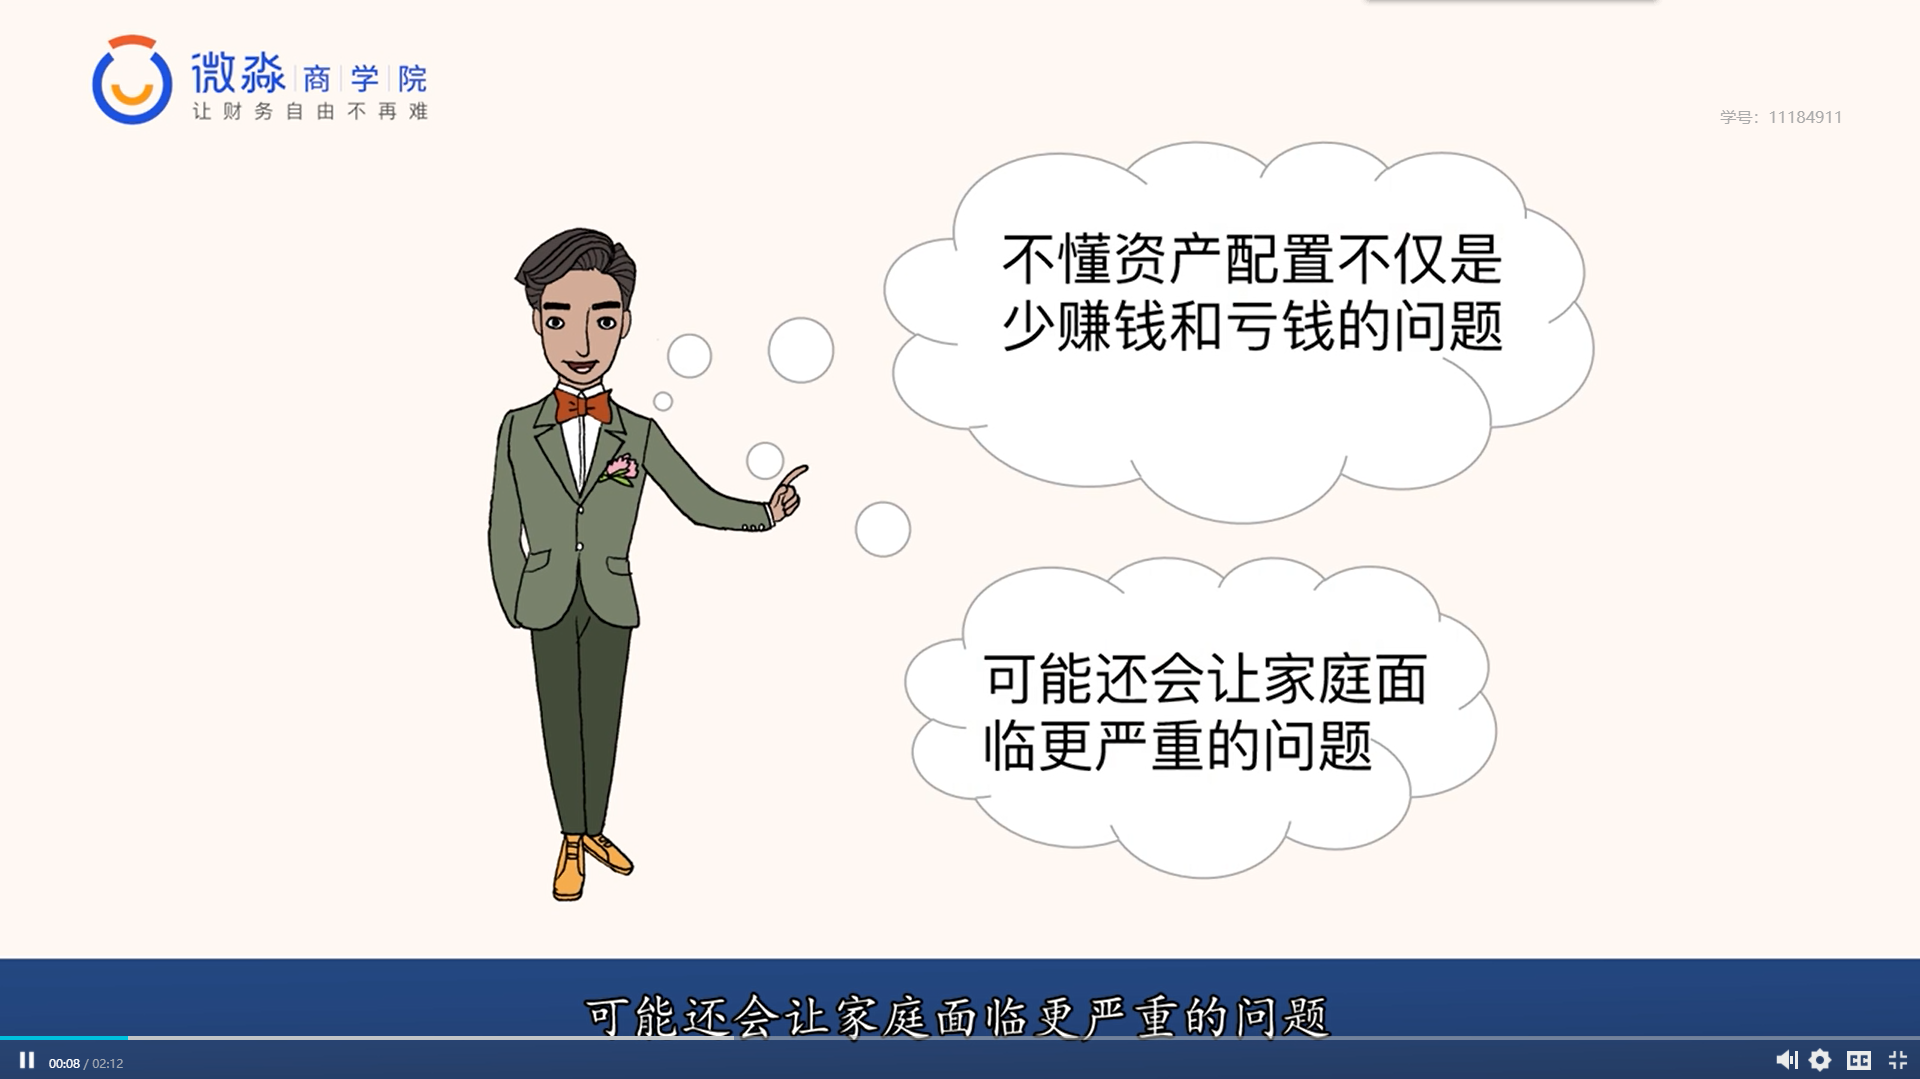 微淼商学院
让财务自由不再难
学号：11184911
不懂资产配置不仅是
少赚钱和亏钱的问题
可能还会让家庭面
临更严重的问题
可能还会让家庭面临更严重的问题
00:08 / 02:12
CC